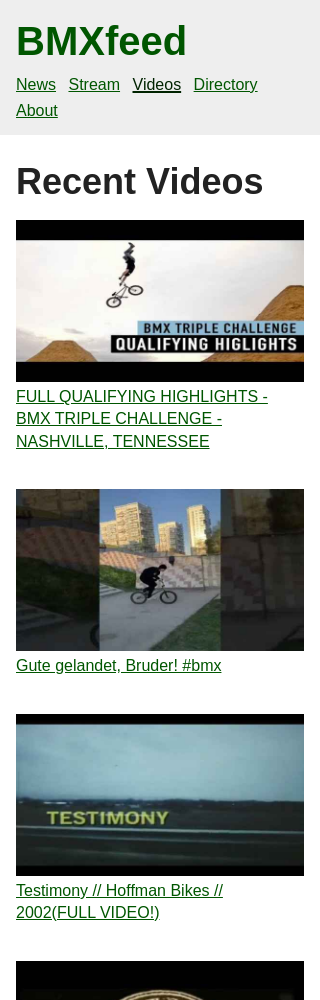 BMXfeed
News Stream Videos Directory
About
Recent Videos
BMX TRIPLE CHALLENGE
QUALIFYING HIGLIGHTS
FULL QUALIFYING HIGHLIGHTS -
BMX TRIPLE CHALLENGE -
NASHVILLE, TENNESSEE
Gute gelandet, Bruder! #bmx
TESTIMONY
Testimony // Hoffman Bikes //
2002(FULL VIDEO!)